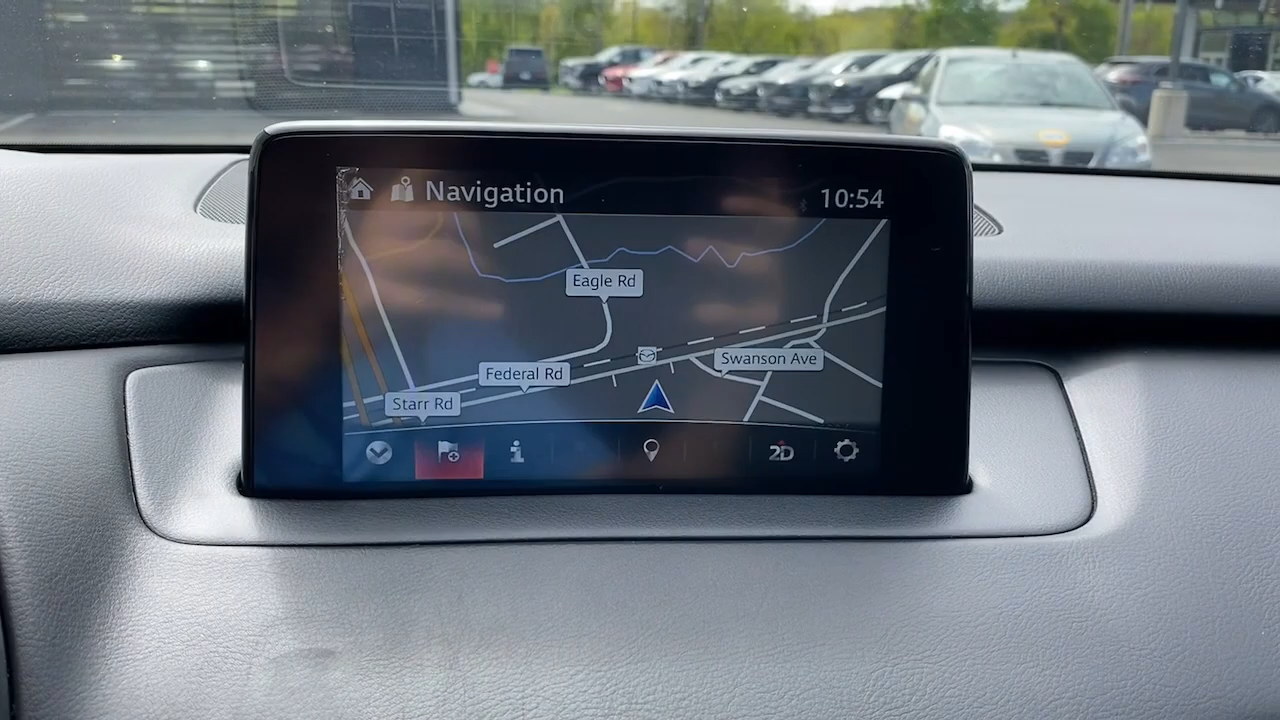 Navigation
10:54
Eagle Rd
Swanson Ave
Federal Rd
Starr Rd
2D